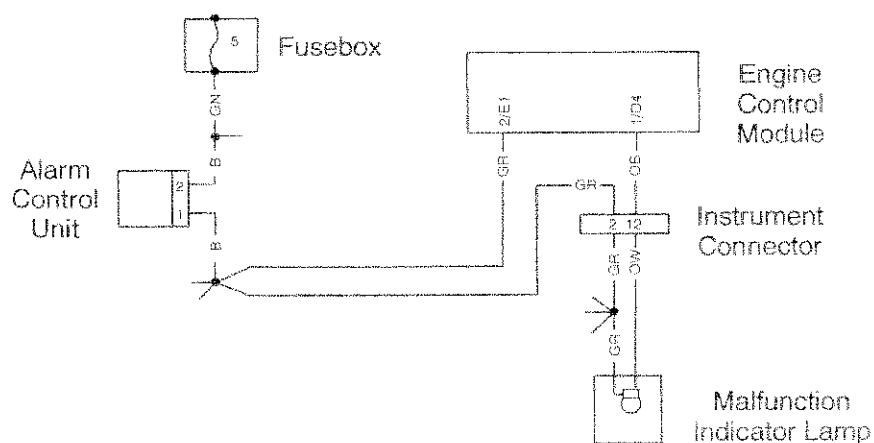 5
Fusebox
GN
B
Alarm
Control
Unit
2
1
B
Engine
Control
Module
2/E1
1/D4
GR
OB
GR
Instrument
Connector
2 12
GR
OW
GR
Malfunction
Indicator Lamp